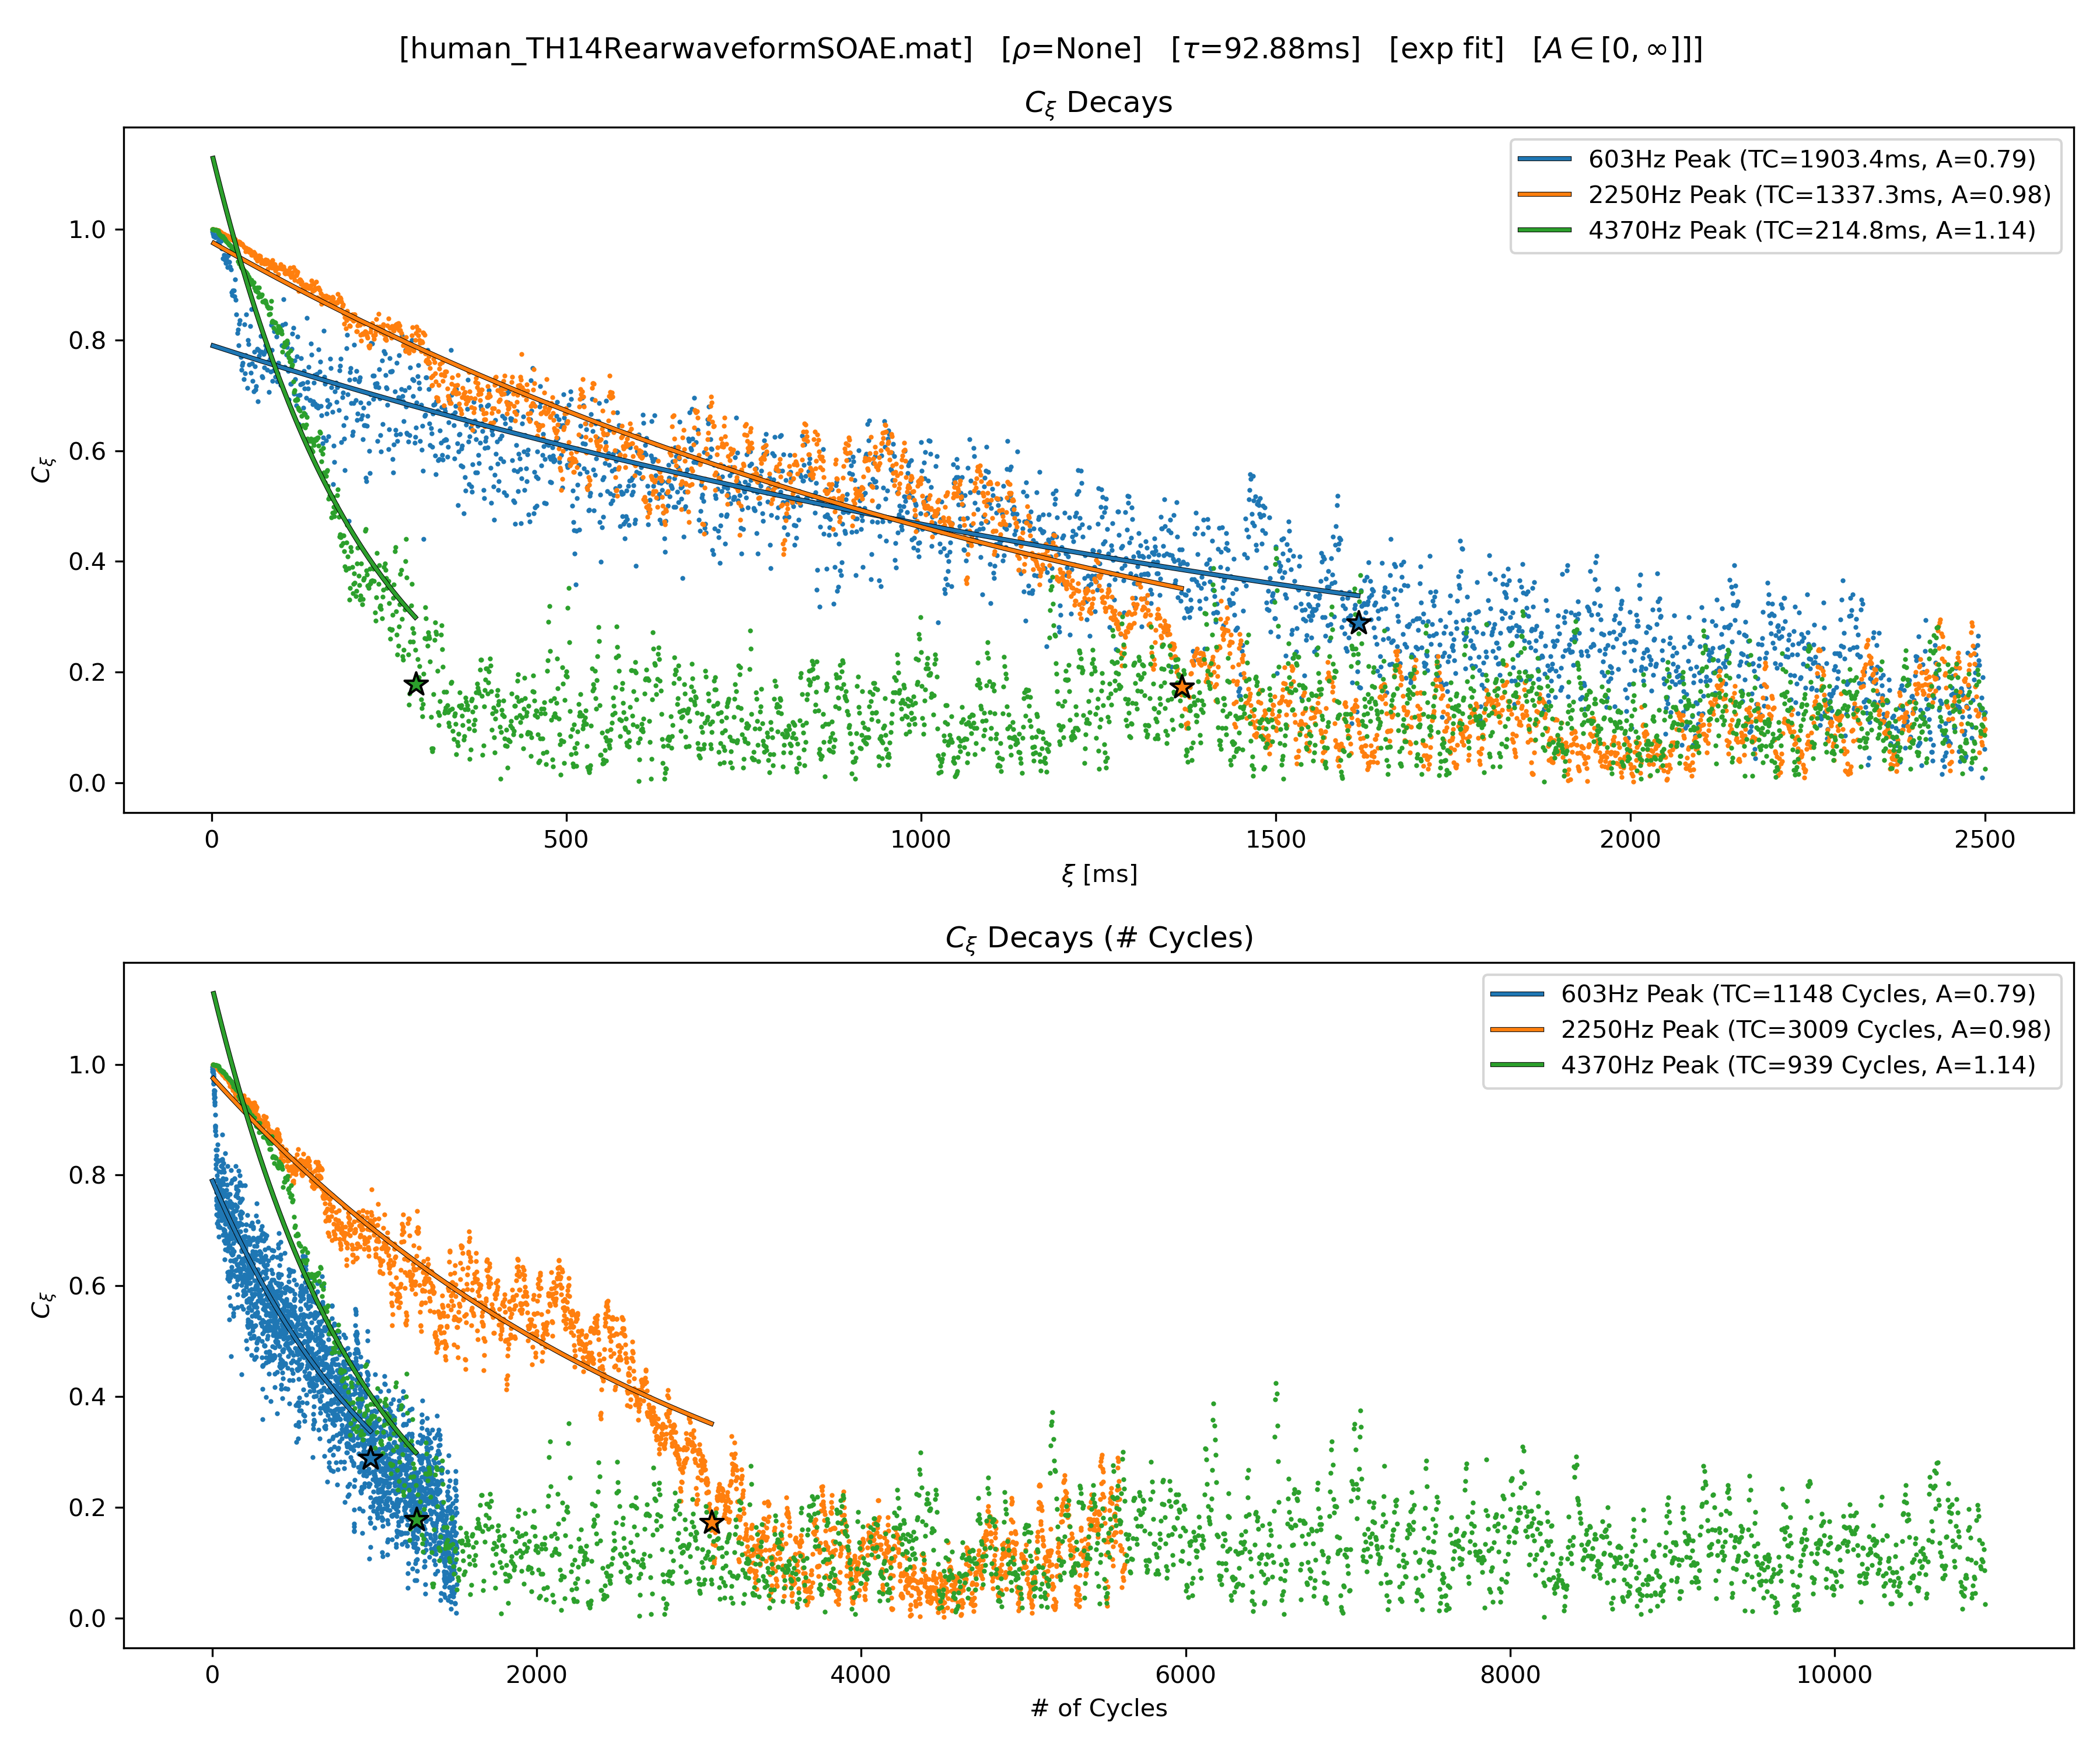 [human_TH14RearwaveformSOAE.mat] [ρ=None] [τ=92.88ms] [exp fit] [A ∈ [0, ∞]]]
C_ξ Decays
603Hz Peak (TC=1903.4ms, A=0.79)
2250Hz Peak (TC=1337.3ms, A=0.98)
4370Hz Peak (TC=214.8ms, A=1.14)
1.0
0.8
0.6
0.4
0.2
0.0
C_ξ
0 500 1000 1500 2000 2500
ξ [ms]
C_ξ Decays (# Cycles)
603Hz Peak (TC=1148 Cycles, A=0.79)
2250Hz Peak (TC=3009 Cycles, A=0.98)
4370Hz Peak (TC=939 Cycles, A=1.14)
1.0
0.8
0.6
0.4
0.2
0.0
C_ξ
0 2000 4000 6000 8000 10000
# of Cycles